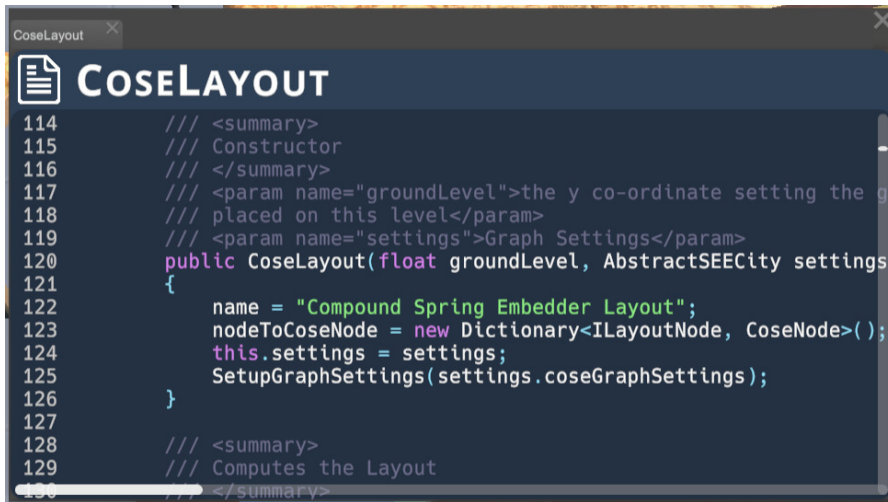 CoseLayout
COSELAYOUT
114 /// <summary>
115 /// Constructor
116 /// </summary>
117 /// <param name="groundLevel">the y co-ordinate setting the g
118 /// placed on this level</param>
119 /// <param name="settings">Graph Settings</param>
120 public CoseLayout(float groundLevel, AbstractSEECity settings
121 {
122 name = "Compound Spring Embedder Layout";
123 nodeToCoseNode = new Dictionary<ILayoutNode, CoseNode>();
124 this.settings = settings;
125 SetupGraphSettings(settings.coseGraphSettings);
126 }
127
128 /// <summary>
129 /// Computes the Layout
130 /// </summary>